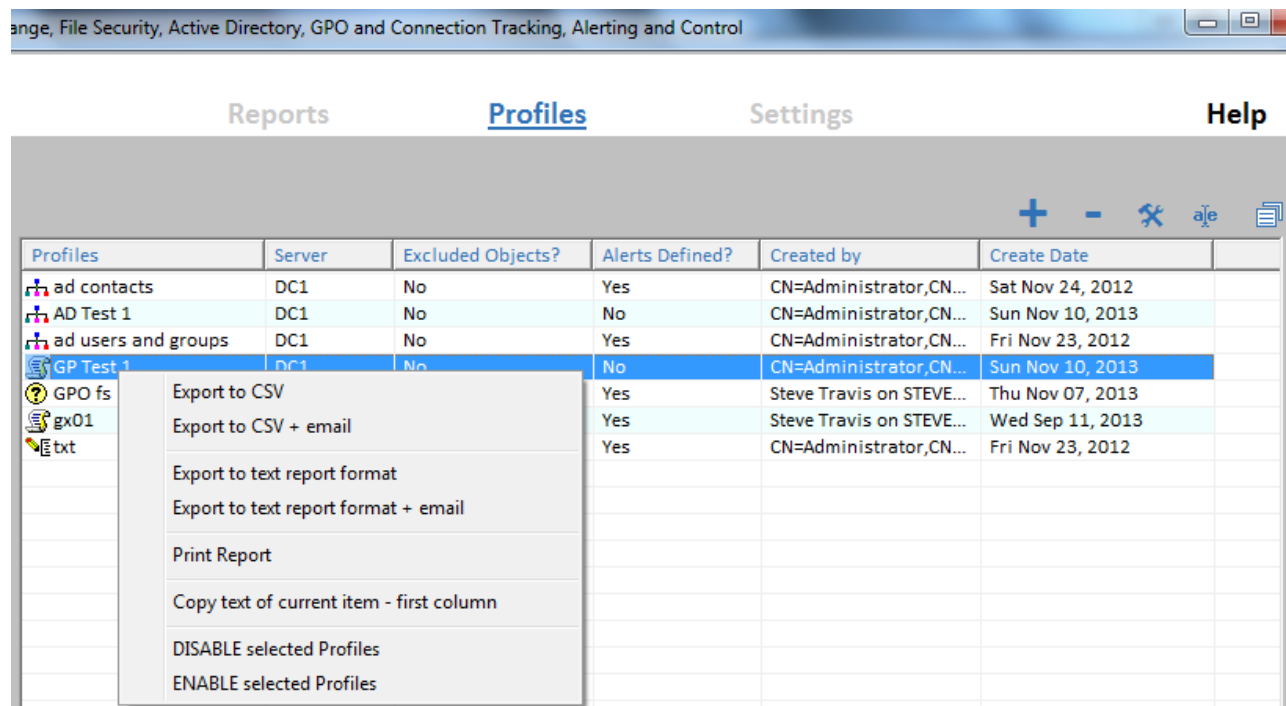 ange, File Security, Active Directory, GPO and Connection Tracking, Alerting and Control
Reports Profiles Settings Help
Profiles Server Excluded Objects? Alerts Defined? Created by Create Date
ad contacts DC1 No Yes CN=Administrator,CN... Sat Nov 24, 2012
AD Test 1 DC1 No No CN=Administrator,CN... Sun Nov 10, 2013
ad users and groups DC1 No Yes CN=Administrator,CN... Fri Nov 23, 2012
GP Test 1 DC1 No No CN=Administrator,CN... Sun Nov 10, 2013
GPO fs Yes Steve Travis on STEVE... Thu Nov 07, 2013
gx01 Yes Steve Travis on STEVE... Wed Sep 11, 2013
txt Yes CN=Administrator,CN... Fri Nov 23, 2012
Export to CSV
Export to CSV + email
Export to text report format
Export to text report format + email
Print Report
Copy text of current item - first column
DISABLE selected Profiles
ENABLE selected Profiles